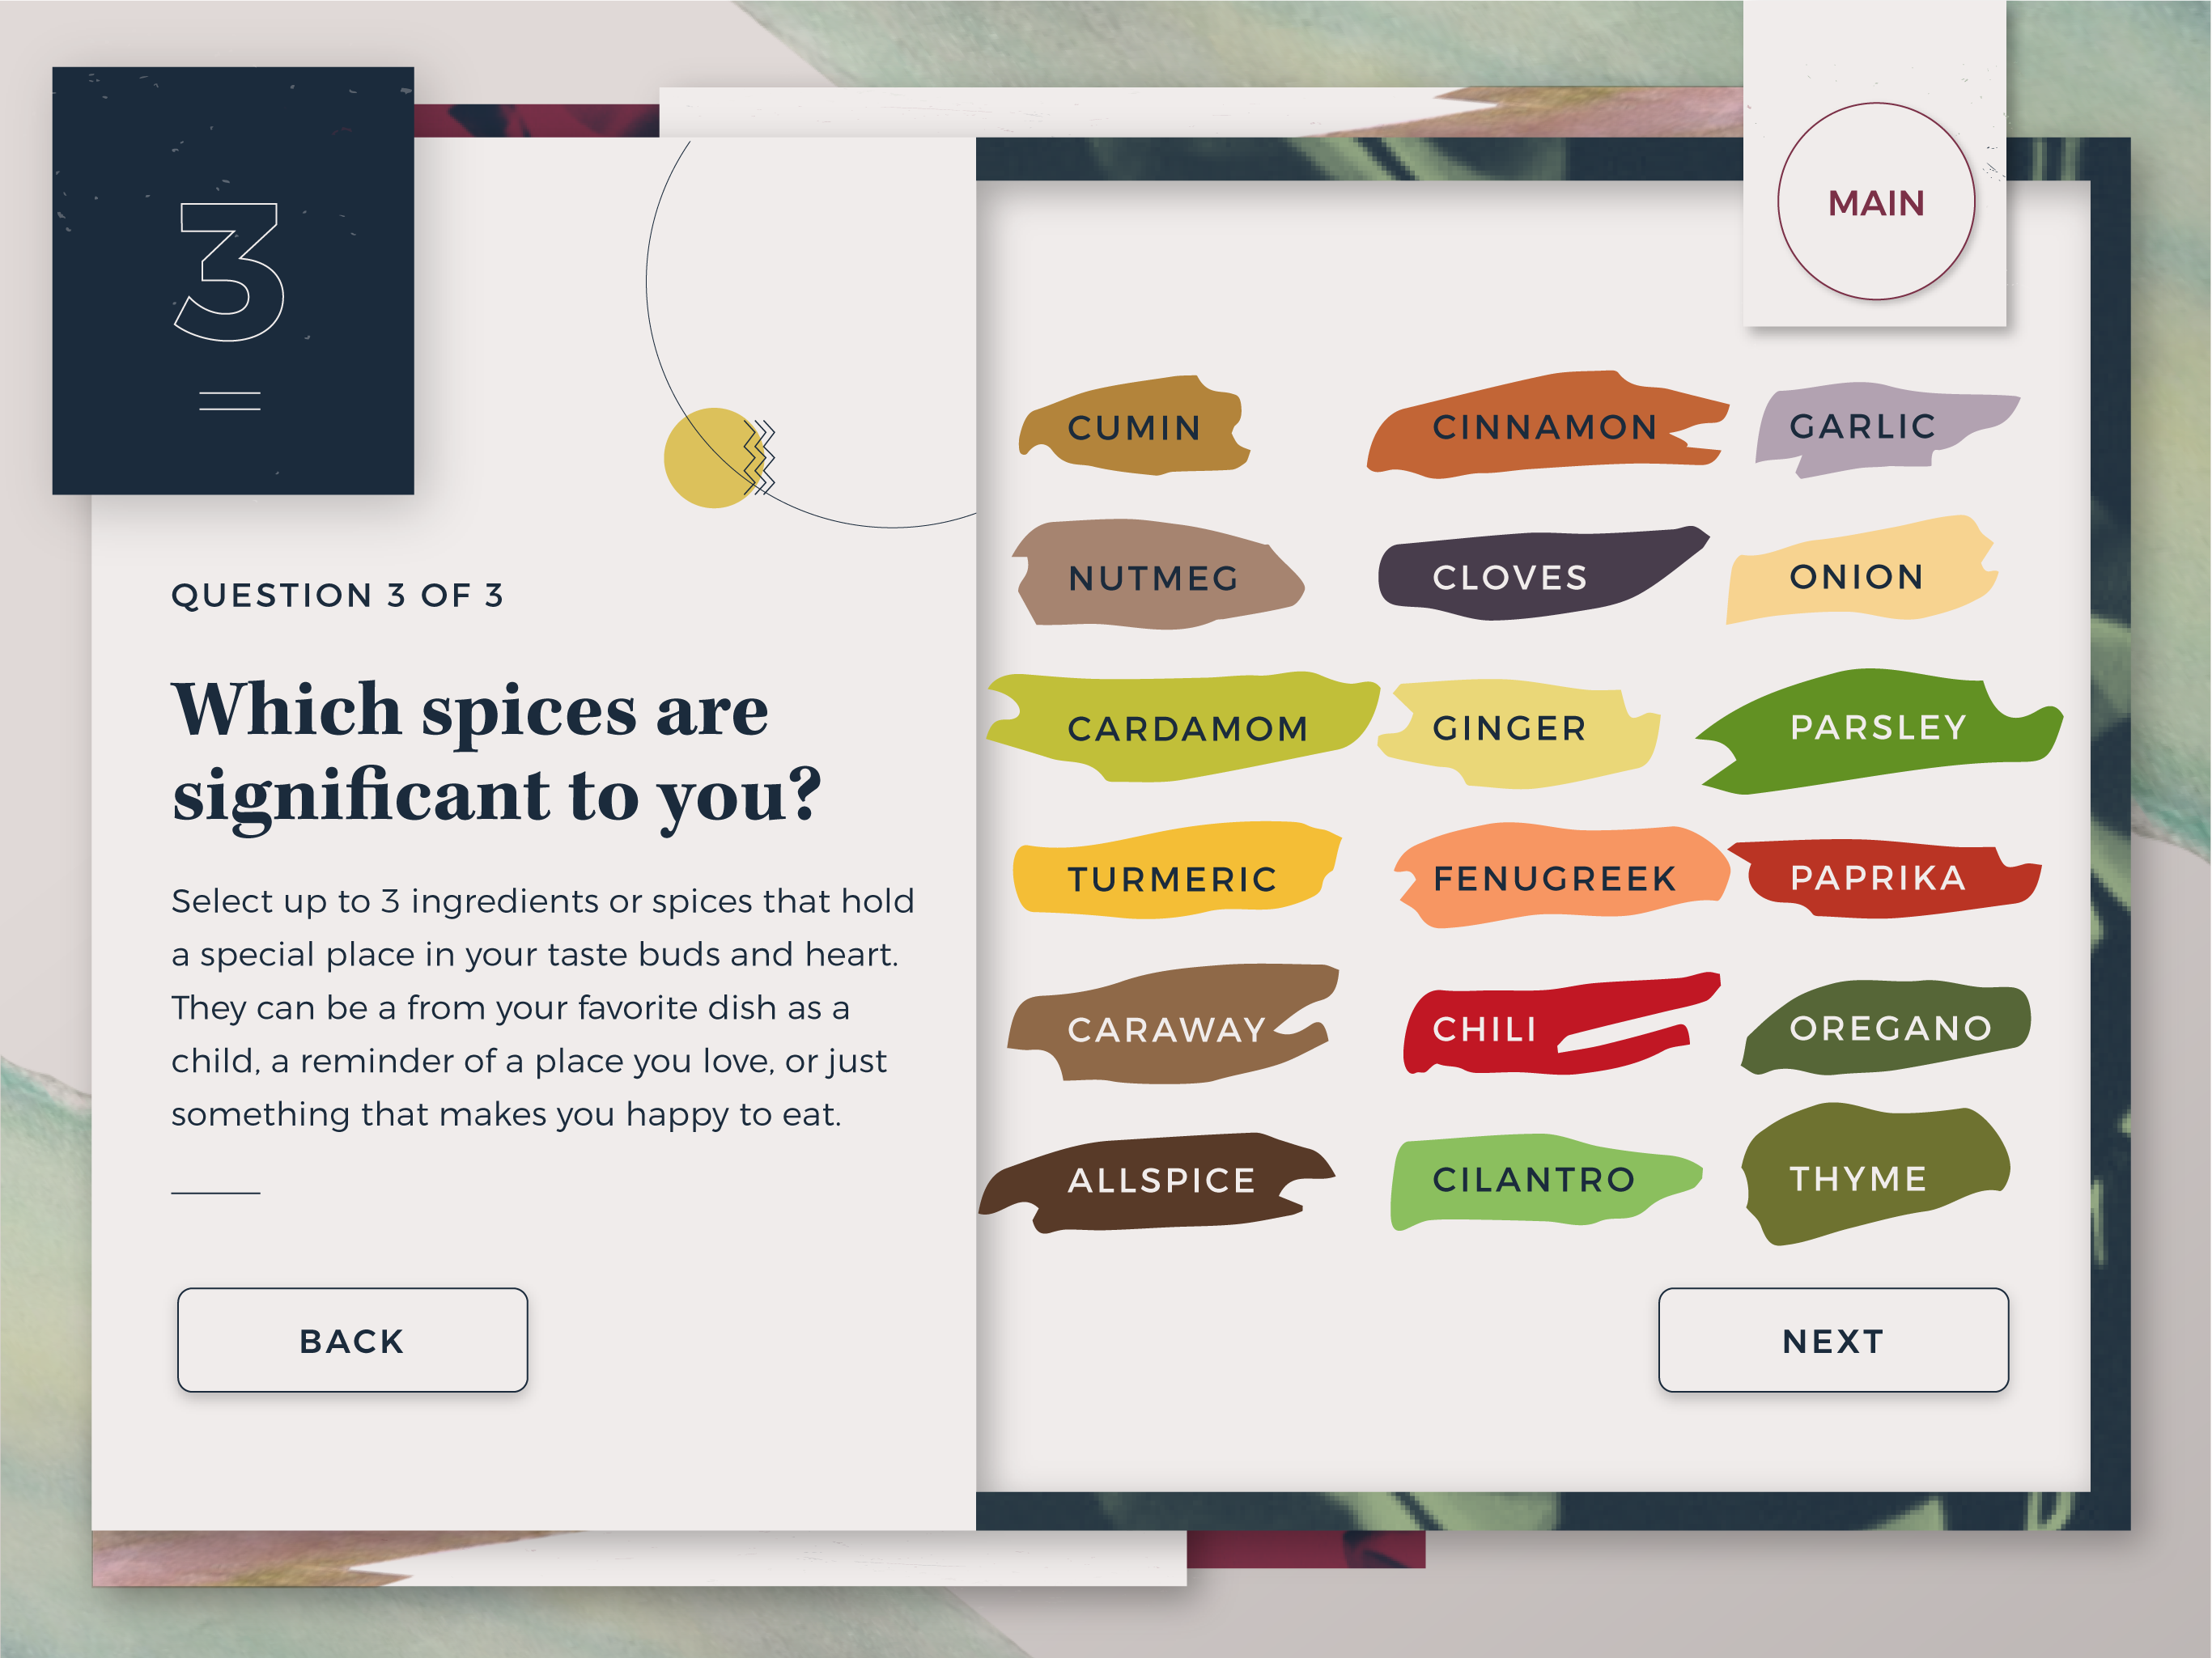 3
MAIN
QUESTION 3 OF 3
Which spices are
significant to you?
Select up to 3 ingredients or spices that hold
a special place in your taste buds and heart.
They can be a from your favorite dish as a
child, a reminder of a place you love, or just
something that makes you happy to eat.
BACK
CUMIN CINNAMON GARLIC
NUTMEG CLOVES ONION
CARDAMOM GINGER PARSLEY
TURMERIC FENUGREEK PAPRIKA
CARAWAY CHILI OREGANO
ALLSPICE CILANTRO THYME
NEXT